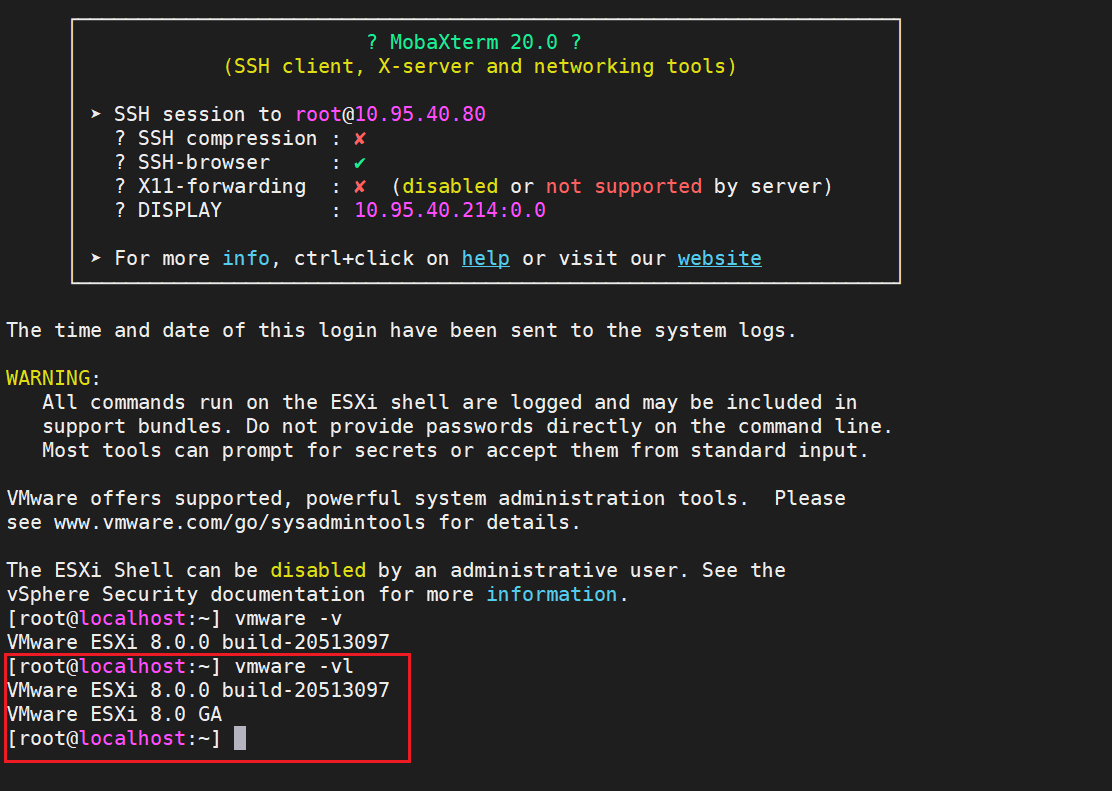 ? MobaXterm 20.0 ?
(SSH client, X-server and networking tools)
➤ SSH session to root@10.95.40.80
? SSH compression : ✘
? SSH-browser     : ✔
? X11-forwarding  : ✘  (disabled or not supported by server)
? DISPLAY         : 10.95.40.214:0.0
➤ For more info, ctrl+click on help or visit our website
The time and date of this login have been sent to the system logs.
WARNING:
All commands run on the ESXi shell are logged and may be included in
support bundles. Do not provide passwords directly on the command line.
Most tools can prompt for secrets or accept them from standard input.
VMware offers supported, powerful system administration tools.  Please
see www.vmware.com/go/sysadmintools for details.
The ESXi Shell can be disabled by an administrative user. See the
vSphere Security documentation for more information.
[root@localhost:~] vmware -v
VMware ESXi 8.0.0 build-20513097
[root@localhost:~] vmware -vl
VMware ESXi 8.0.0 build-20513097
VMware ESXi 8.0 GA
[root@localhost:~]